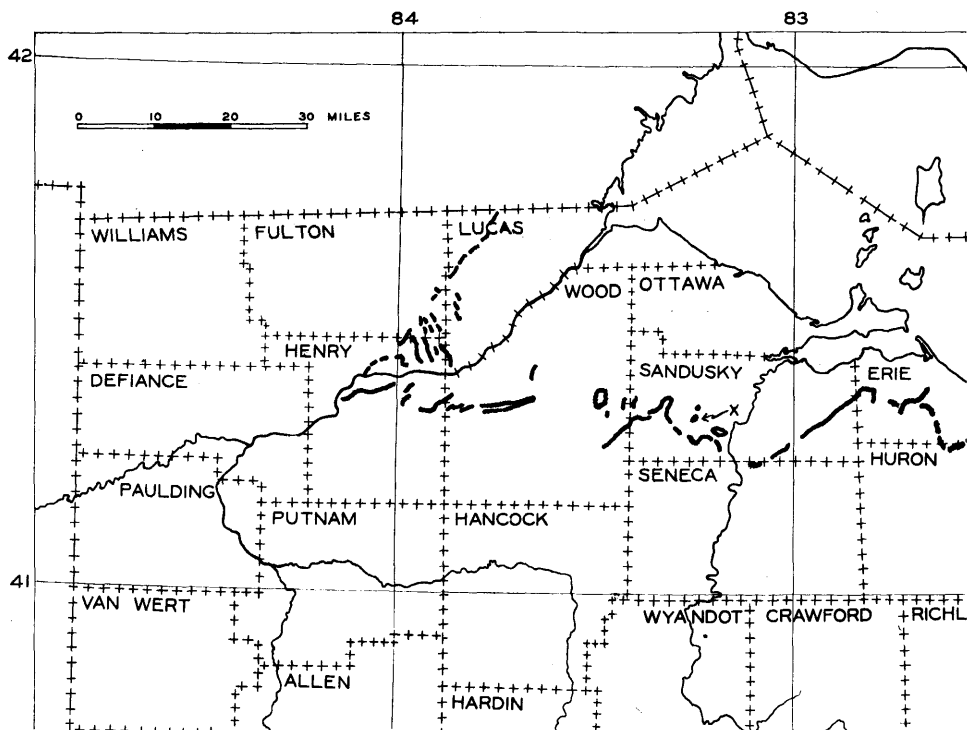 84 83
42
0 10 20 30 MILES
WILLIAMS FULTON LUCAS
WOOD OTTAWA
HENRY
DEFIANCE SANDUSKY ERIE
X
HURON
PAULDING SENECA
PUTNAM HANCOCK
41
VAN WERT WYANDOT CRAWFORD RICHL
ALLEN
HARDIN